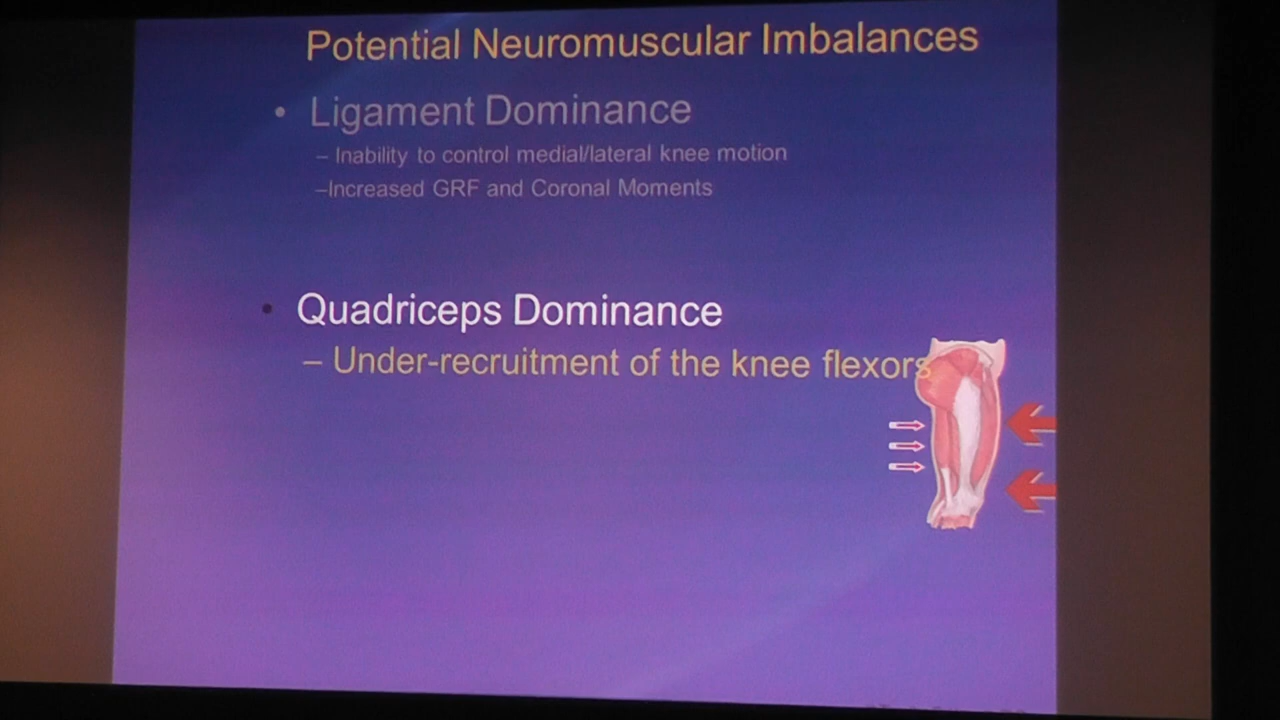 Potential Neuromuscular Imbalances
• Ligament Dominance
– Inability to control medial/lateral knee motion
–Increased GRF and Coronal Moments
• Quadriceps Dominance
– Under-recruitment of the knee flexors